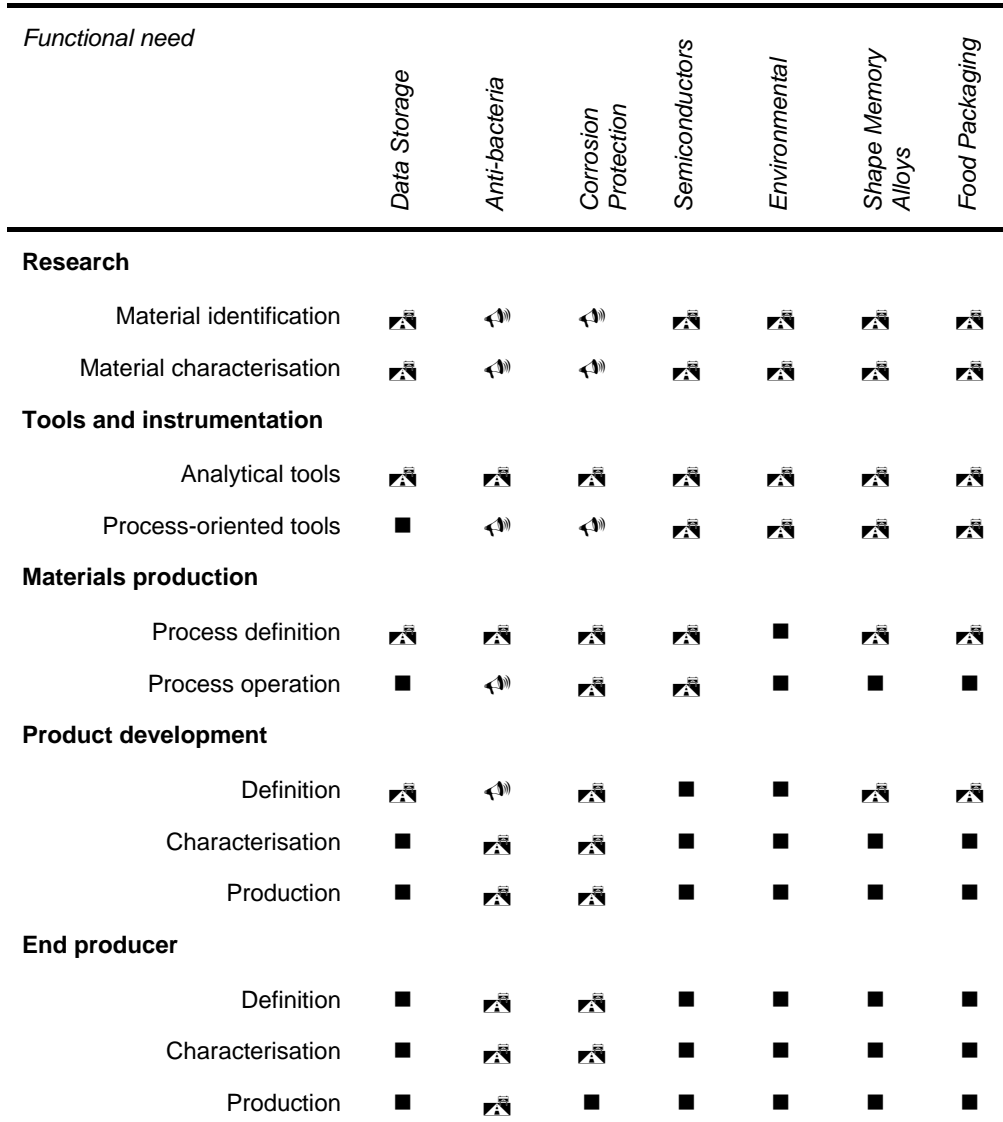 Functional need
Data Storage
Anti-bacteria
Corrosion
Protection
Semiconductors
Environmental
Shape Memory
Alloys
Food Packaging
Research
Material identification
Material characterisation
Tools and instrumentation
Analytical tools
Process-oriented tools
Materials production
Process definition
Process operation
Product development
Definition
Characterisation
Production
End producer
Definition
Characterisation
Production